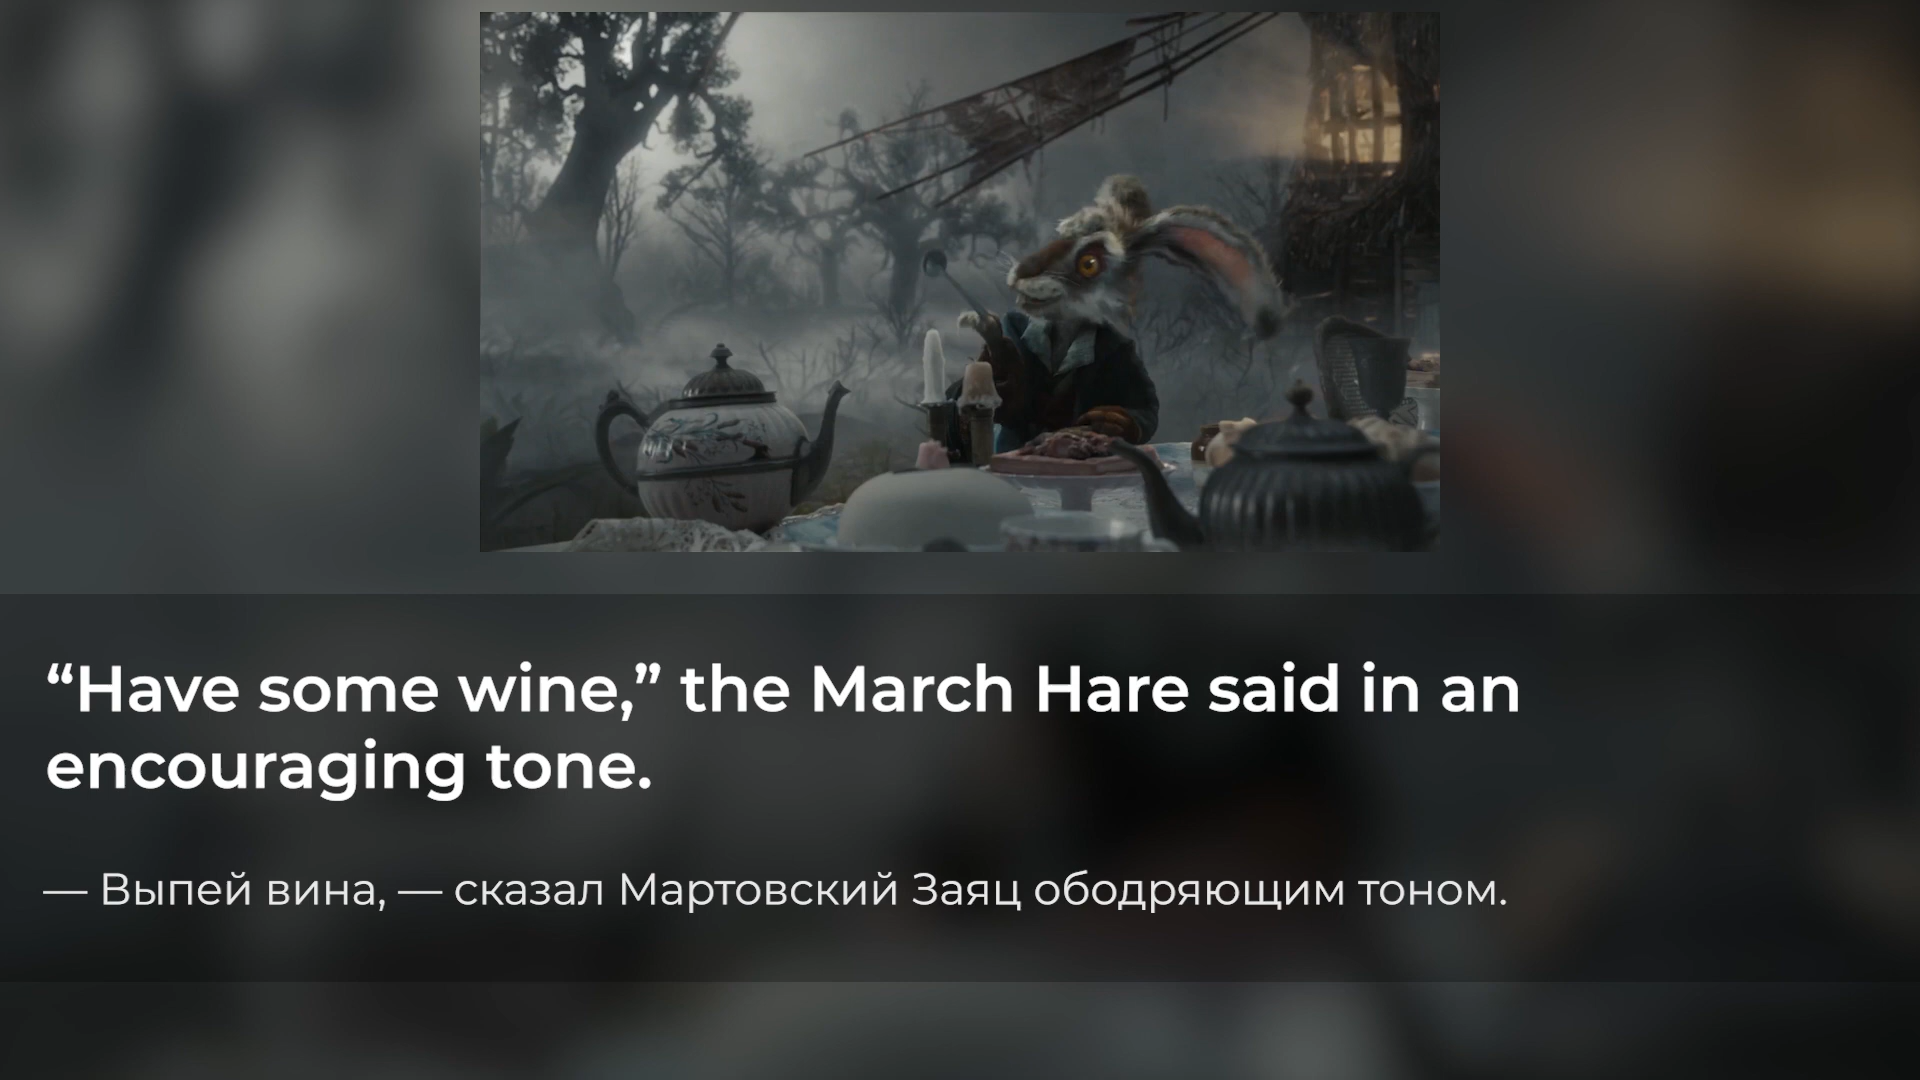 “Have some wine,” the March Hare said in an
encouraging tone.
— Выпей вина, — сказал Мартовский Заяц ободряющим тоном.